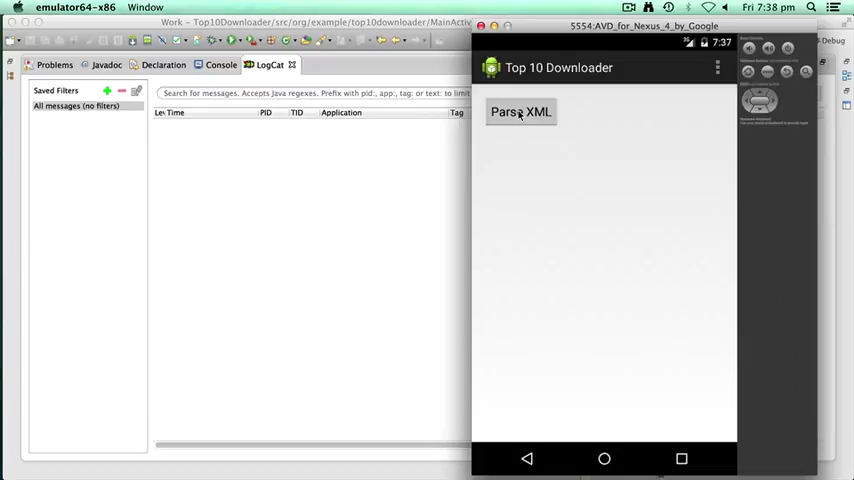 emulator64-x86 Window
Fri 7:38 pm
Work - Top10Downloader/src/org/example/top10downloader/MainActiv
5554:AVD_for_Nexus_4_by_Google
Debug
Problems Javadoc Declaration Console LogCat
3G 7:37
Top 10 Downloader
Saved Filters
All messages (no filters)
Search for messages. Accepts Java regexes. Prefix with pid:, app:, tag: or text: to limit
Time PID TID Application Tag
Parse XML